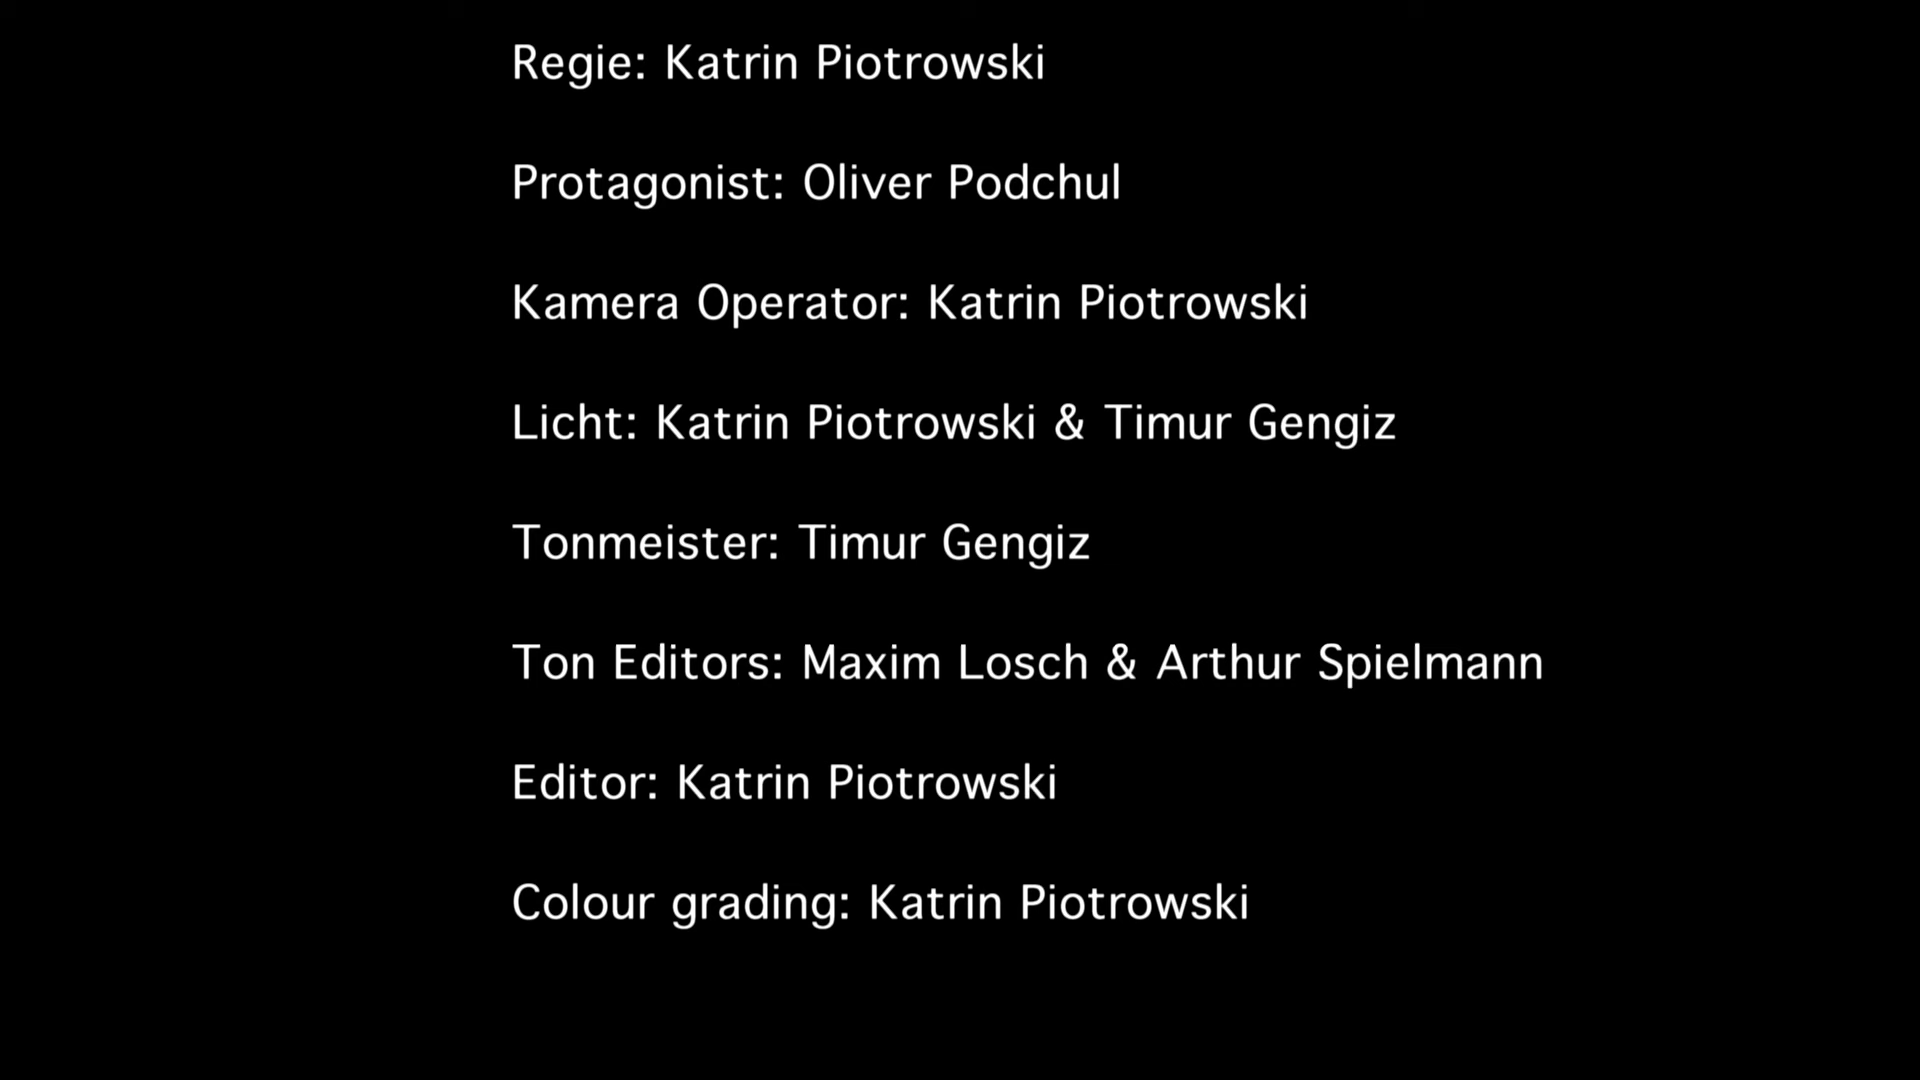 Regie: Katrin Piotrowski
Protagonist: Oliver Podchul
Kamera Operator: Katrin Piotrowski
Licht: Katrin Piotrowski & Timur Gengiz
Tonmeister: Timur Gengiz
Ton Editors: Maxim Losch & Arthur Spielmann
Editor: Katrin Piotrowski
Colour grading: Katrin Piotrowski